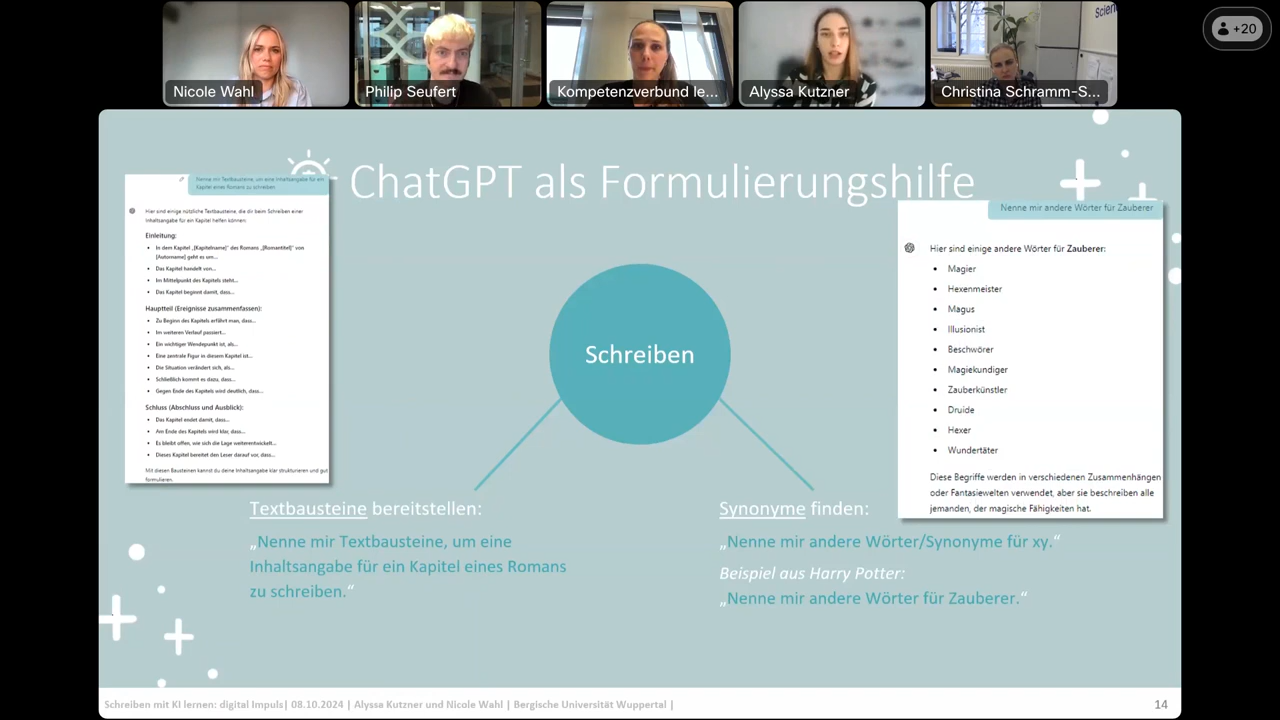 Nicole Wahl
Philip Seufert
Kompetenzverbund le...
Alyssa Kutzner
Christina Schramm-S...
+20
ChatGPT als Formulierungshilfe
Nenne mir Textbausteine, um eine Inhaltsangabe für ein
Kapitel eines Romans zu schreiben
Hier sind einige nützliche Textbausteine, die dir beim Schreiben einer
Inhaltsangabe für ein Kapitel helfen können:
Einleitung:
• In dem Kapitel „[Kapitelname]" des Romans „[Romantitel]" von
[Autorname] geht es um...
• Das Kapitel handelt von...
• Im Mittelpunkt des Kapitels steht...
• Das Kapitel beginnt damit, dass...
Hauptteil (Ereignisse zusammenfassen):
• Zu Beginn des Kapitels erfährt man, dass...
• Im weiteren Verlauf passiert...
• Ein wichtiger Wendepunkt ist, als...
• Eine zentrale Figur in diesem Kapitel ist...
• Die Situation verändert sich, als...
• Schließlich kommt es dazu, dass...
• Gegen Ende des Kapitels wird deutlich, dass...
Schluss (Abschluss und Ausblick):
• Das Kapitel endet damit, dass...
• Am Ende des Kapitels wird klar, dass...
• Es bleibt offen, wie sich die Lage weiterentwickelt...
• Dieses Kapitel bereitet den Leser darauf vor, dass...
Mit diesen Bausteinen kannst du deine Inhaltsangabe klar strukturieren und gut
formulieren.
Nenne mir andere Wörter für Zauberer
Hier sind einige andere Wörter für Zauberer:
• Magier
• Hexenmeister
• Magus
• Illusionist
• Beschwörer
• Magiekundiger
• Zauberkünstler
• Druide
• Hexer
• Wundertäter
Diese Begriffe werden in verschiedenen Zusammenhängen
oder Fantasiewelten verwendet, aber sie beschreiben alle
jemanden, der magische Fähigkeiten hat.
Schreiben
Textbausteine bereitstellen:
„Nenne mir Textbausteine, um eine
Inhaltsangabe für ein Kapitel eines Romans
zu schreiben.“
Synonyme finden:
„Nenne mir andere Wörter/Synonyme für xy.“
Beispiel aus Harry Potter:
„Nenne mir andere Wörter für Zauberer.“
Schreiben mit KI lernen: digital Impuls| 08.10.2024 | Alyssa Kutzner und Nicole Wahl | Bergische Universität Wuppertal |
14